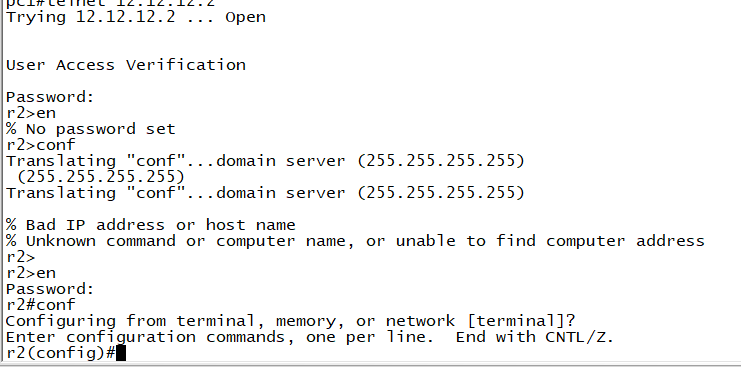 pc1#telnet 12.12.12.2
Trying 12.12.12.2 ... Open
User Access Verification
Password:
r2>en
% No password set
r2>conf
Translating "conf"...domain server (255.255.255.255)
(255.255.255.255)
Translating "conf"...domain server (255.255.255.255)
% Bad IP address or host name
% Unknown command or computer name, or unable to find computer address
r2>
r2>en
Password:
r2#conf
Configuring from terminal, memory, or network [terminal]?
Enter configuration commands, one per line.  End with CNTL/Z.
r2(config)#